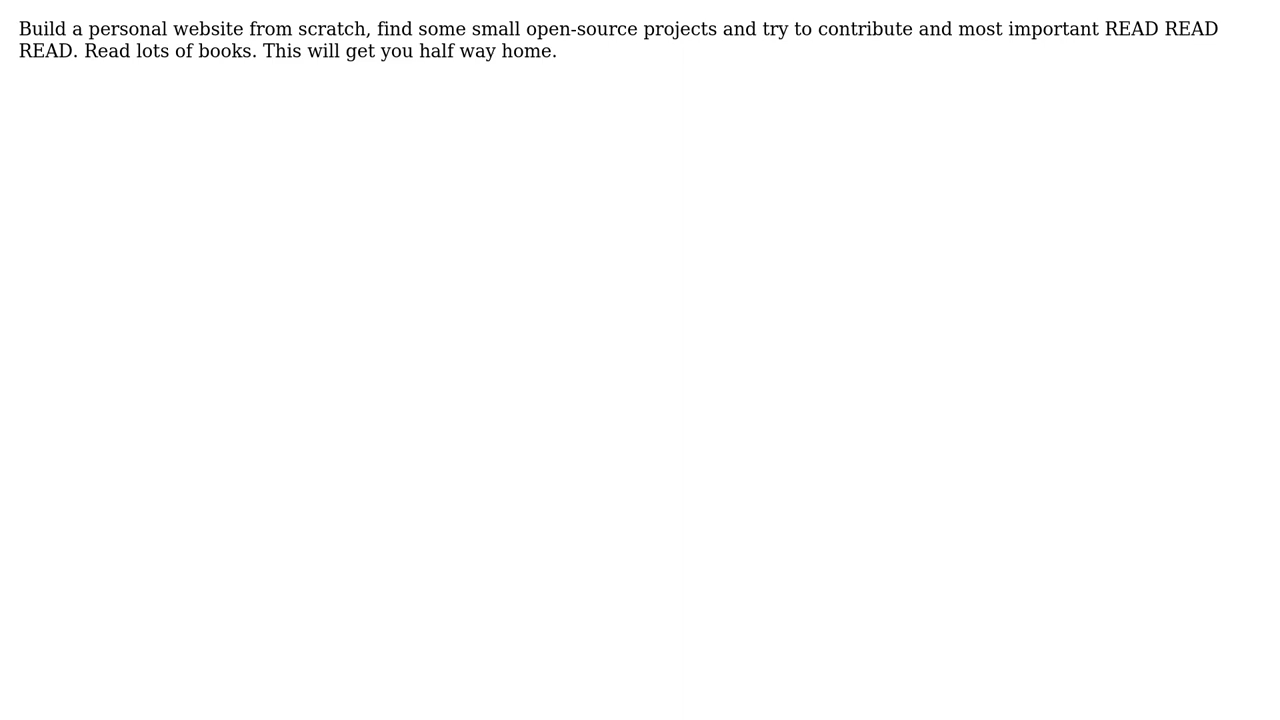 Build a personal website from scratch, find some small open-source projects and try to contribute and most important READ READ
READ. Read lots of books. This will get you half way home.